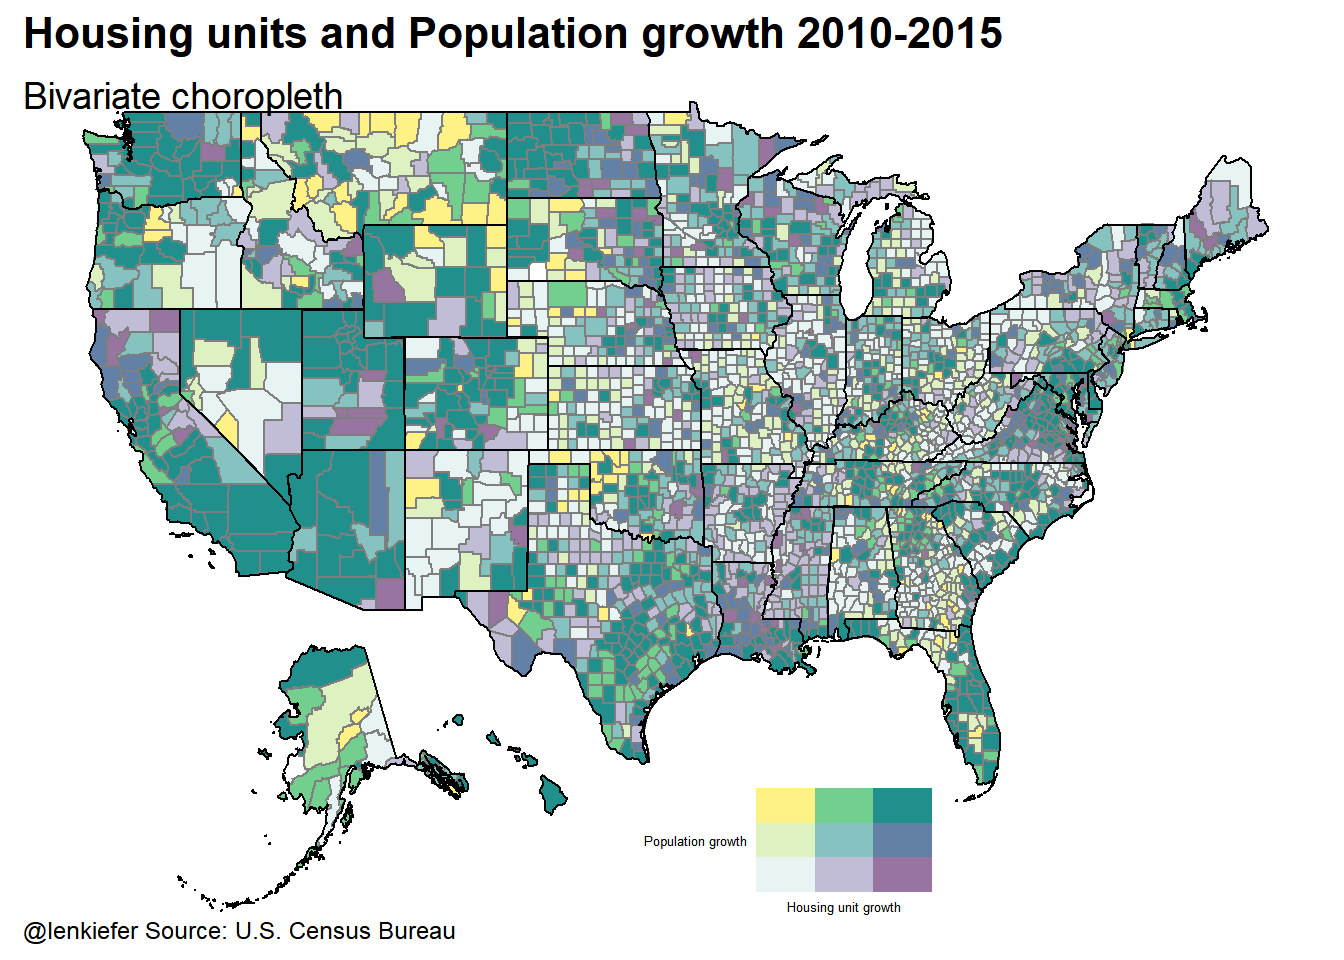 Housing units and Population growth 2010-2015
Bivariate choropleth
Population growth
Housing unit growth
@lenkiefer Source: U.S. Census Bureau